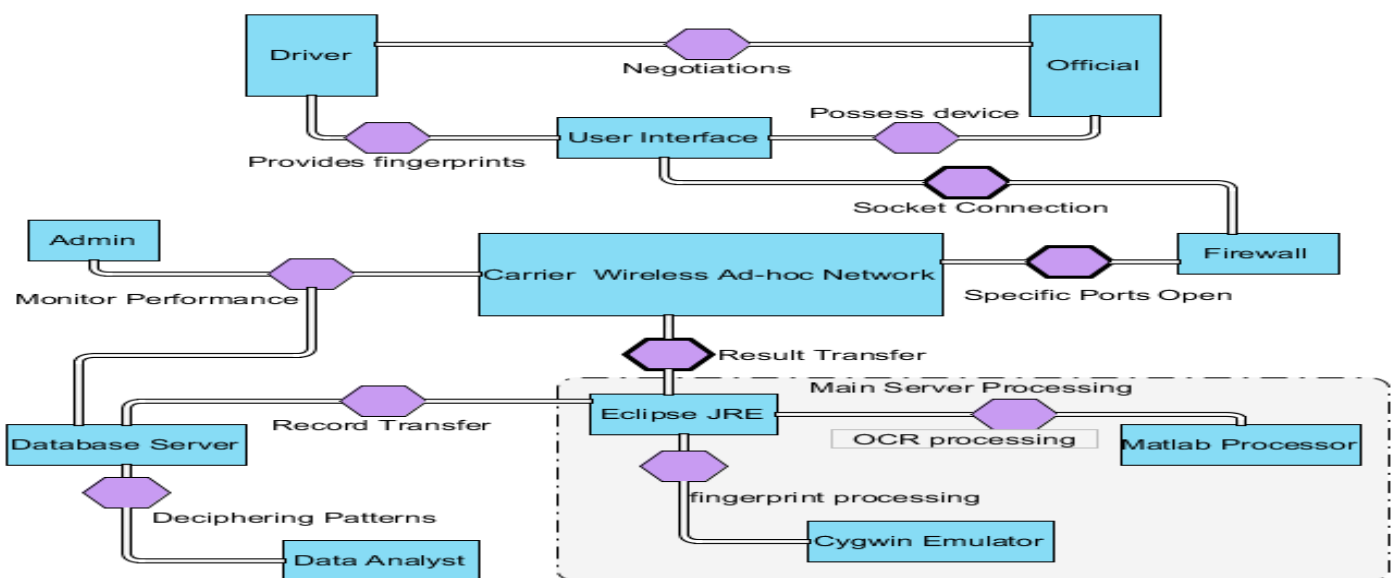 Driver
Official
Negotiations
Possess device
User Interface
Provides fingerprints
Socket Connection
Admin
Firewall
Carrier Wireless Ad-hoc Network
Monitor Performance
Specific Ports Open
Result Transfer
Main Server Processing
Eclipse JRE
Record Transfer
OCR processing
Database Server
Matlab Processor
fingerprint processing
Deciphering Patterns
Cygwin Emulator
Data Analyst